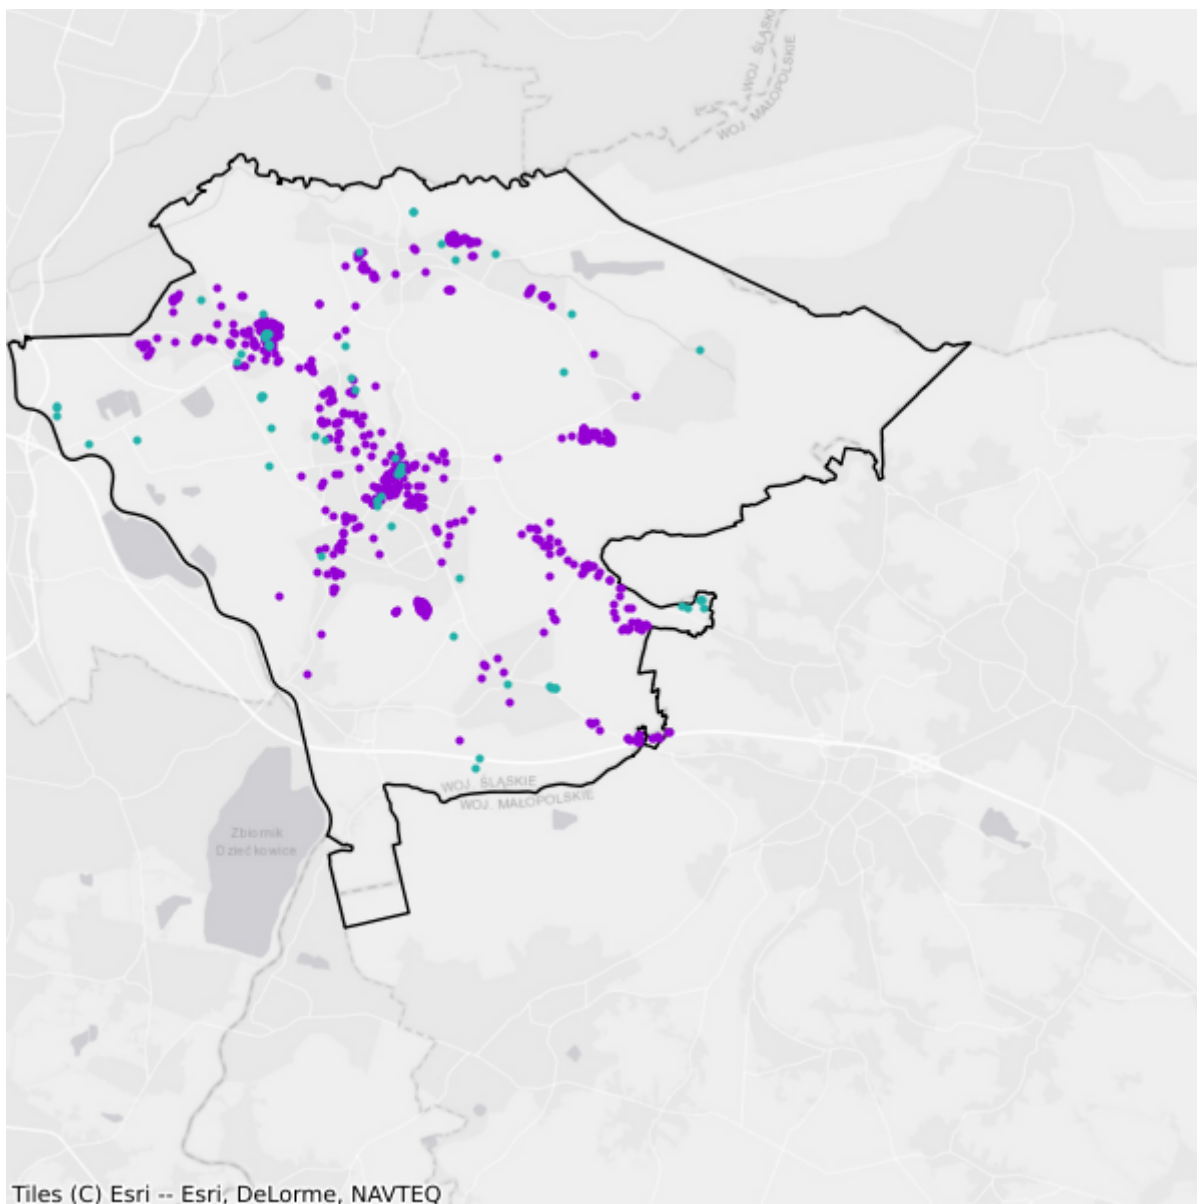 WOJ. ŚLĄSKIE
WOJ. MAŁOPOLSKIE
WOJ. ŚLĄSKIE
WOJ. MAŁOPOLSKIE
Zbiornik
Dziećkowice
Tiles (C) Esri -- Esri, DeLorme, NAVTEQ